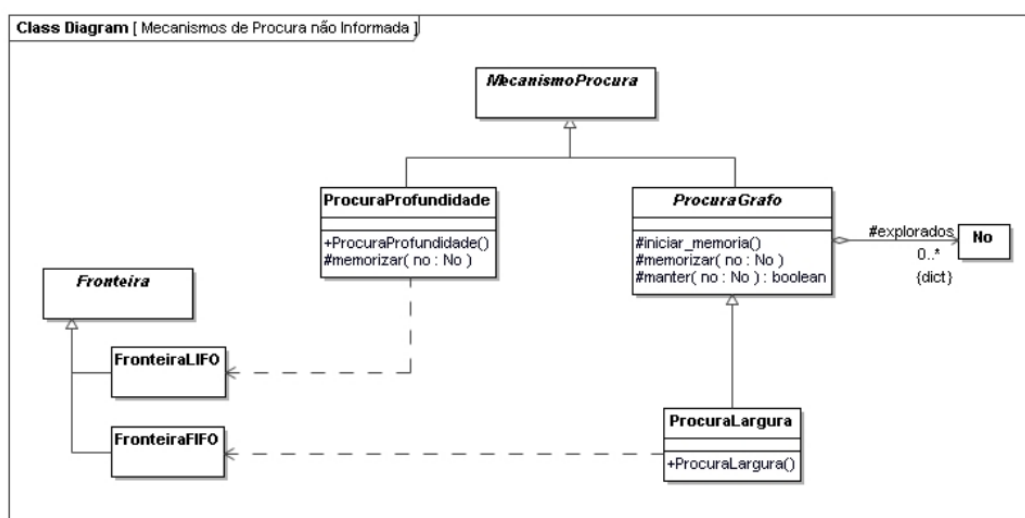 Class Diagram [ Mecanismos de Procura não Informada ]
MecanismoProcura
ProcuraProfundidade
+ProcuraProfundidade()
#memorizar( no : No )
ProcuraGrafo
#iniciar_memoria()
#memorizar( no : No )
#manter( no : No ) : boolean
#explorados
0..*
{dict}
No
Fronteira
FronteiraLIFO
FronteiraFIFO
ProcuraLargura
+ProcuraLargura()